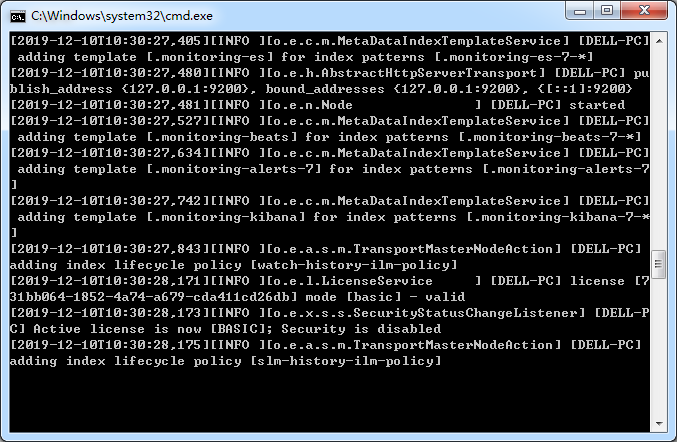 C:\Windows\system32\cmd.exe
[2019-12-10T10:30:27,405][INFO ][o.e.c.m.MetaDataIndexTemplateService] [DELL-PC]
 adding template [.monitoring-es] for index patterns [.monitoring-es-7-*]
[2019-12-10T10:30:27,480][INFO ][o.e.h.AbstractHttpServerTransport] [DELL-PC] pu
blish_address {127.0.0.1:9200}, bound_addresses {127.0.0.1:9200}, {[::1]:9200}
[2019-12-10T10:30:27,481][INFO ][o.e.n.Node               ] [DELL-PC] started
[2019-12-10T10:30:27,527][INFO ][o.e.c.m.MetaDataIndexTemplateService] [DELL-PC]
 adding template [.monitoring-beats] for index patterns [.monitoring-beats-7-*]
[2019-12-10T10:30:27,634][INFO ][o.e.c.m.MetaDataIndexTemplateService] [DELL-PC]
 adding template [.monitoring-alerts-7] for index patterns [.monitoring-alerts-7
]
[2019-12-10T10:30:27,742][INFO ][o.e.c.m.MetaDataIndexTemplateService] [DELL-PC]
 adding template [.monitoring-kibana] for index patterns [.monitoring-kibana-7-*
]
[2019-12-10T10:30:27,843][INFO ][o.e.a.s.m.TransportMasterNodeAction] [DELL-PC]
adding index lifecycle policy [watch-history-ilm-policy]
[2019-12-10T10:30:28,171][INFO ][o.e.l.LicenseService     ] [DELL-PC] license [7
31bb064-1852-4a74-a679-cda411cd26db] mode [basic] - valid
[2019-12-10T10:30:28,173][INFO ][o.e.x.s.s.SecurityStatusChangeListener] [DELL-P
C] Active license is now [BASIC]; Security is disabled
[2019-12-10T10:30:28,175][INFO ][o.e.a.s.m.TransportMasterNodeAction] [DELL-PC]
adding index lifecycle policy [slm-history-ilm-policy]